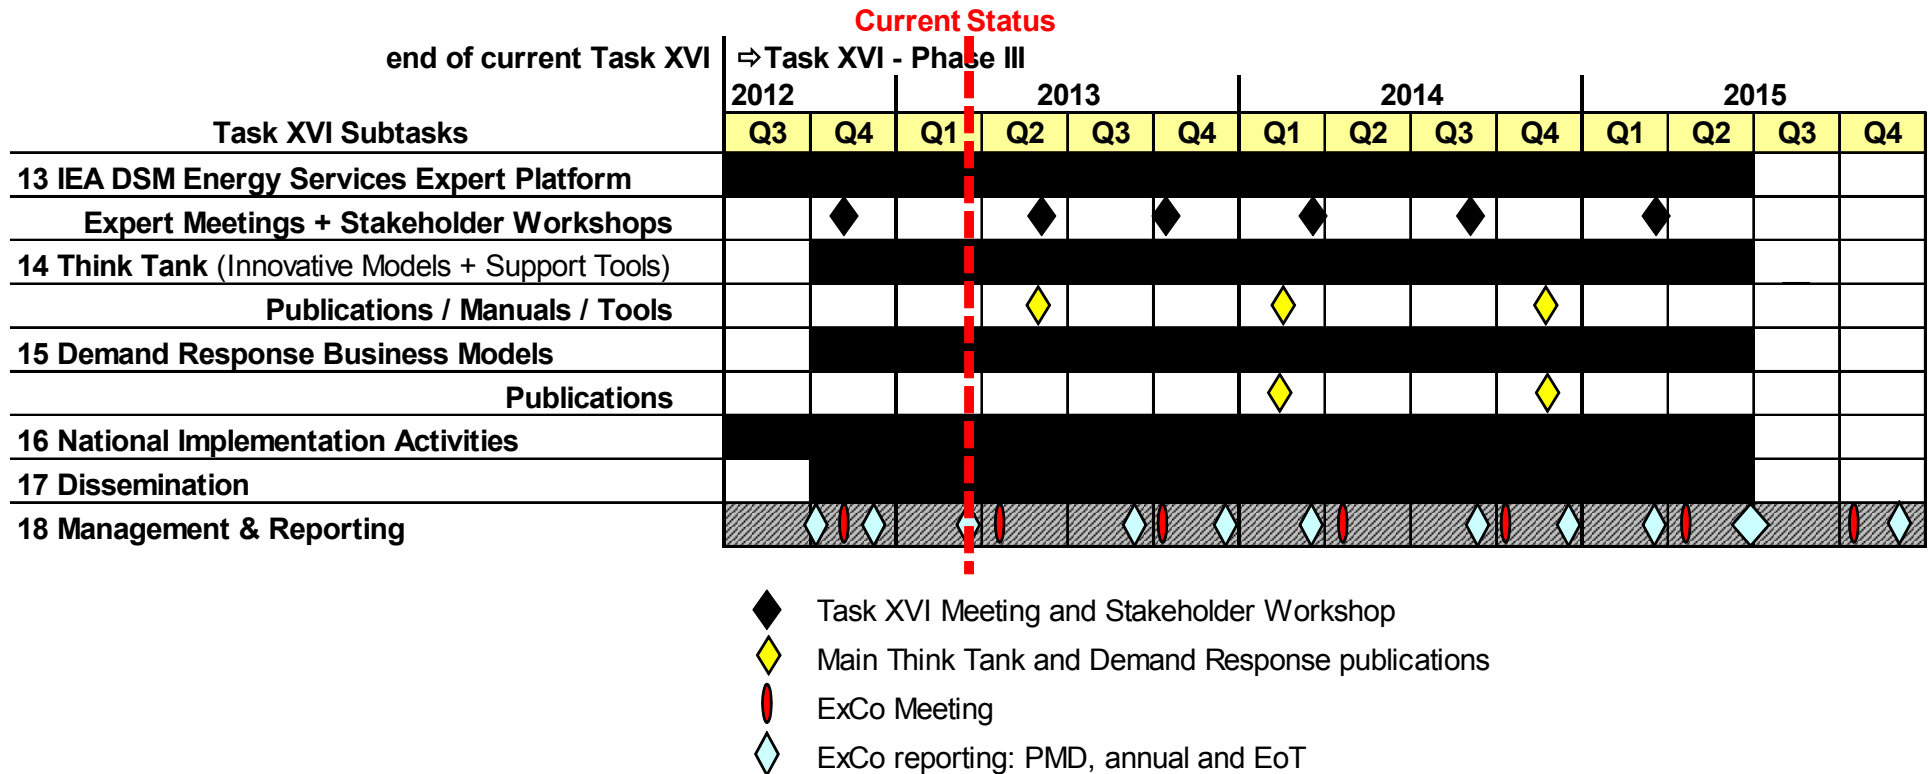 Current Status
end of current Task XVI ⇨Task XVI - Phase III
2012 2013 2014 2015
Task XVI Subtasks Q3 Q4 Q1 Q2 Q3 Q4 Q1 Q2 Q3 Q4 Q1 Q2 Q3 Q4
13 IEA DSM Energy Services Expert Platform
Expert Meetings + Stakeholder Workshops
14 Think Tank (Innovative Models + Support Tools)
Publications / Manuals / Tools
15 Demand Response Business Models
Publications
16 National Implementation Activities
17 Dissemination
18 Management & Reporting
Task XVI Meeting and Stakeholder Workshop
Main Think Tank and Demand Response publications
ExCo Meeting
ExCo reporting: PMD, annual and EoT